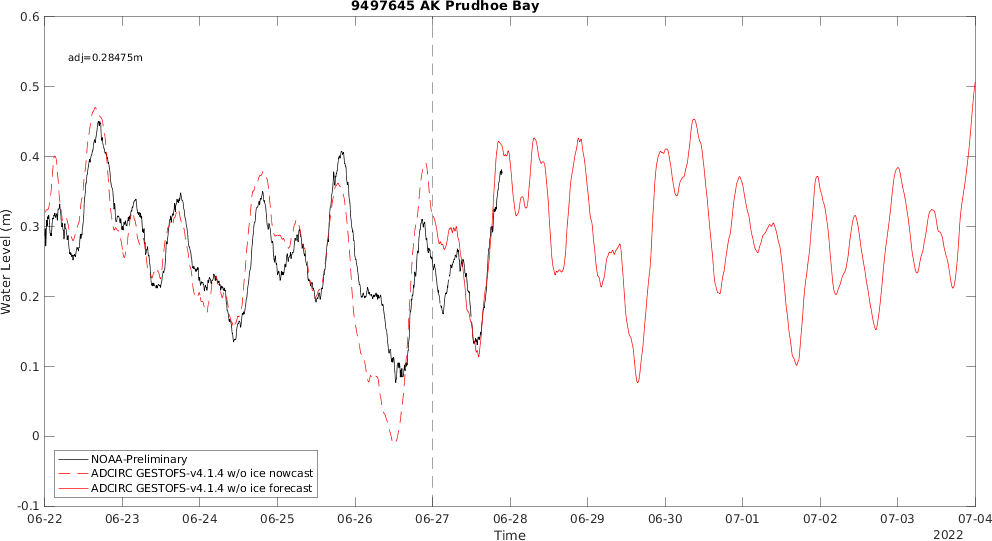 9497645 AK Prudhoe Bay
0.6
adj=0.28475m
0.5
0.4
0.3
0.2
0.1
0
-0.1
Water Level (m)
NOAA-Preliminary
ADCIRC GESTOFS-v4.1.4 w/o ice nowcast
ADCIRC GESTOFS-v4.1.4 w/o ice forecast
06-22 06-23 06-24 06-25 06-26 06-27 06-28 06-29 06-30 07-01 07-02 07-03 07-04
Time
2022